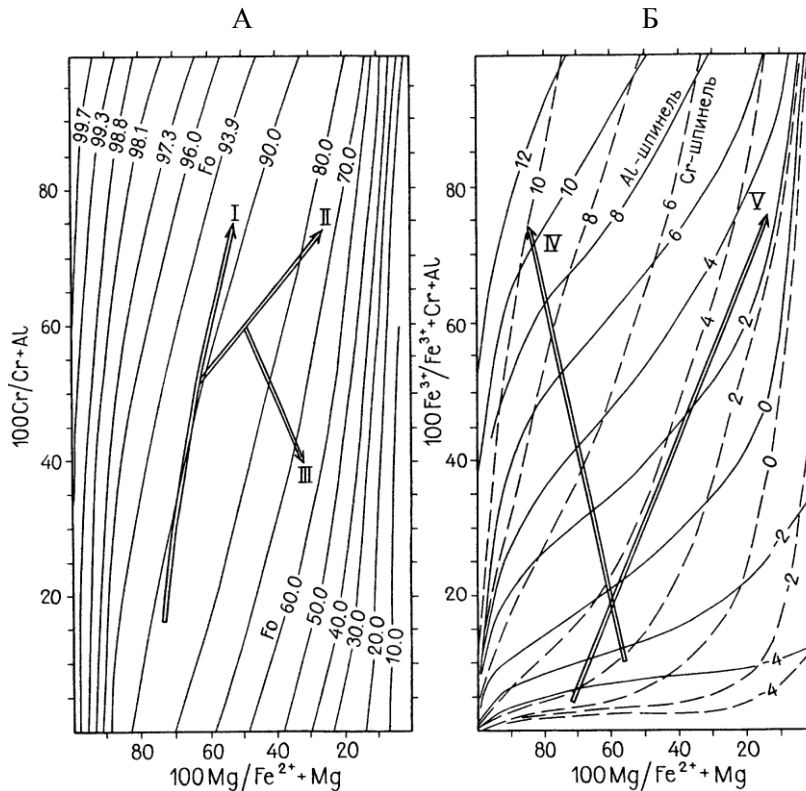 А
Б
99.7
99.3
98.8
98.1
97.3
96.0
Fo 93.9
90.0
80.0
70.0
Fo 60.0
50.0
40.0
30.0
20.0
10.0
I
II
III
80
60
40
20
100Cr/Cr+Al
80 60 40 20
100Mg/Fe²⁺+Mg
12
10
10
8
8
6
6
4
4
2
2
0
0
-2
-2
-4
-4
Al-шпинель
Cr-шпинель
IV
V
80
60
40
20
100Fe³⁺/Fe³⁺+Cr+Al
80 60 40 20
100Mg/Fe²⁺+Mg